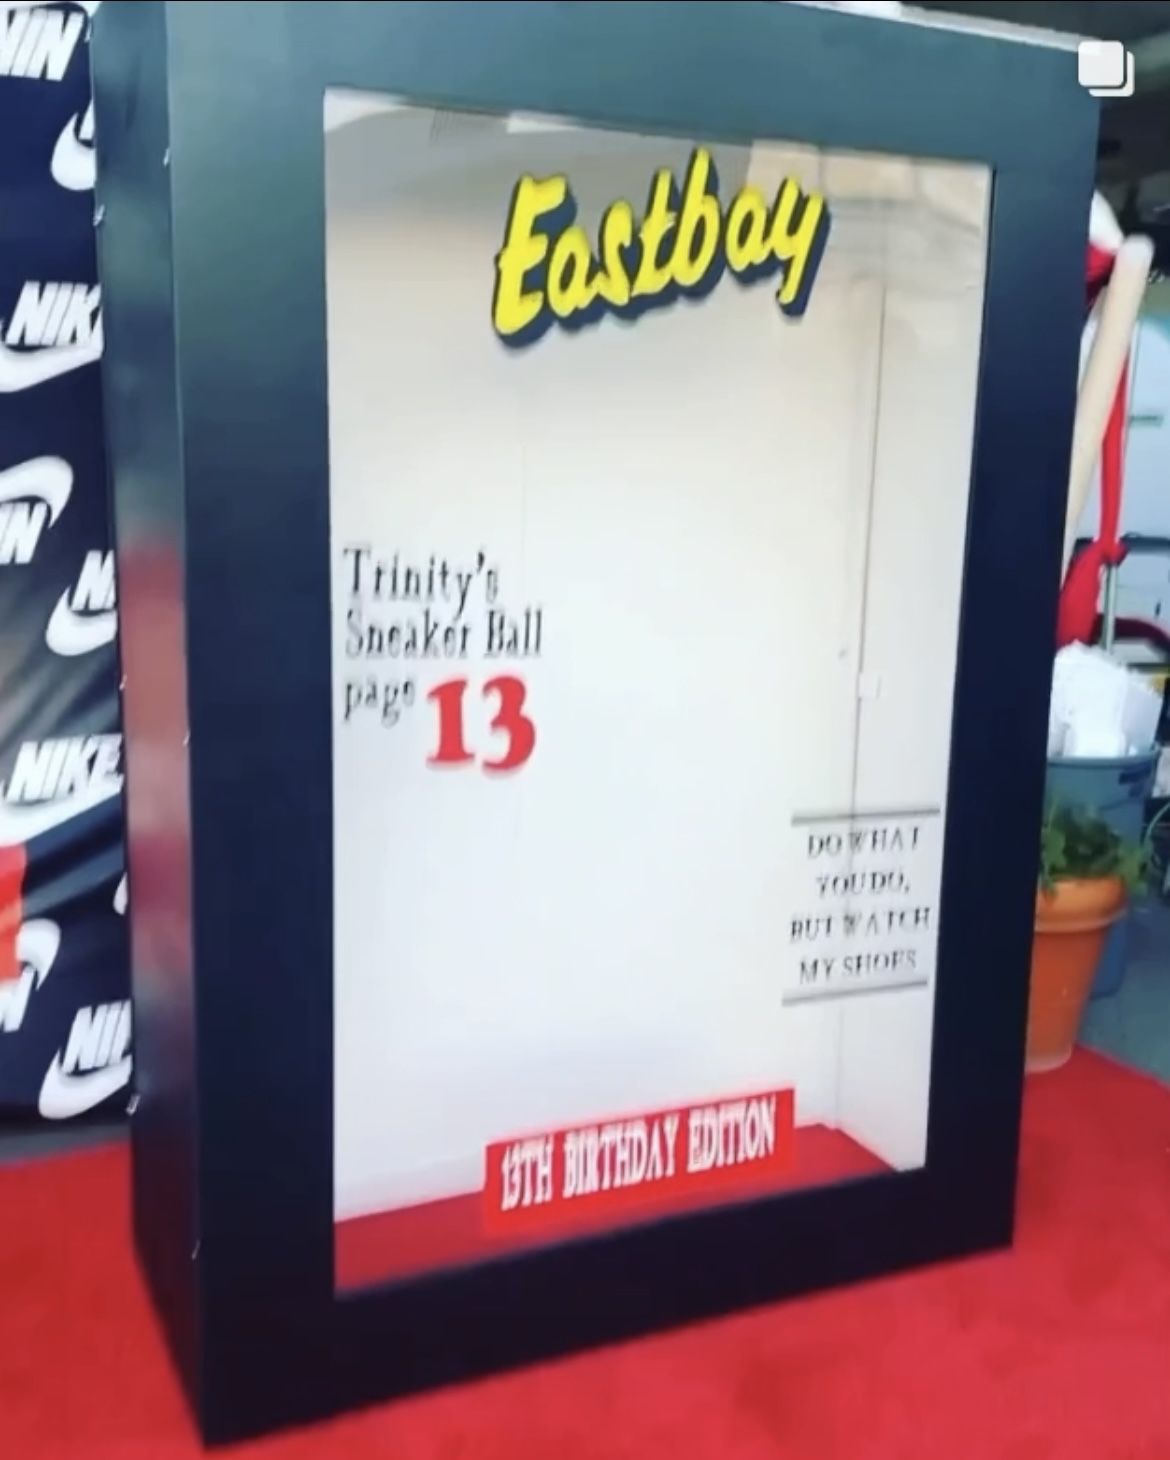 Eastbay
Trinity's
Sneaker Ball
page 13
DO WHAT
YOU DO,
BUT WATCH
MY SHOES
13TH BIRTHDAY EDITION
NIKE
NIKE